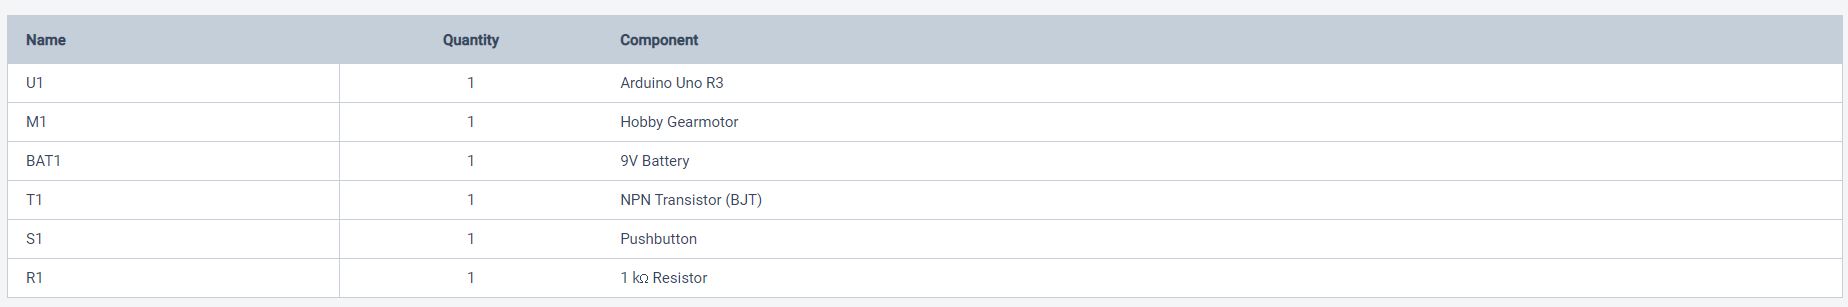 Name Quantity Component
U1 1 Arduino Uno R3
M1 1 Hobby Gearmotor
BAT1 1 9V Battery
T1 1 NPN Transistor (BJT)
S1 1 Pushbutton
R1 1 1 kΩ Resistor